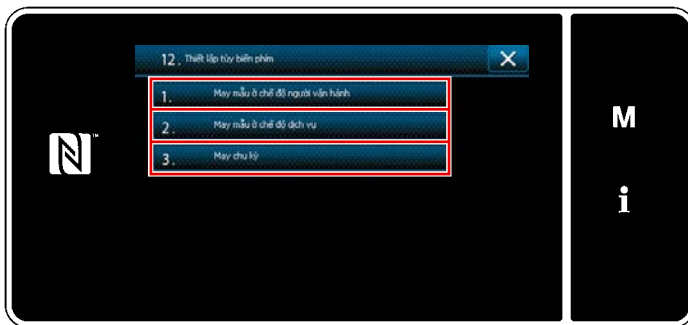 12. Thiết lập tùy biến phím
1. May mẫu ở chế độ người vận hành
2. May mẫu ở chế độ dịch vụ
3. May chu kỳ
N™
M
i